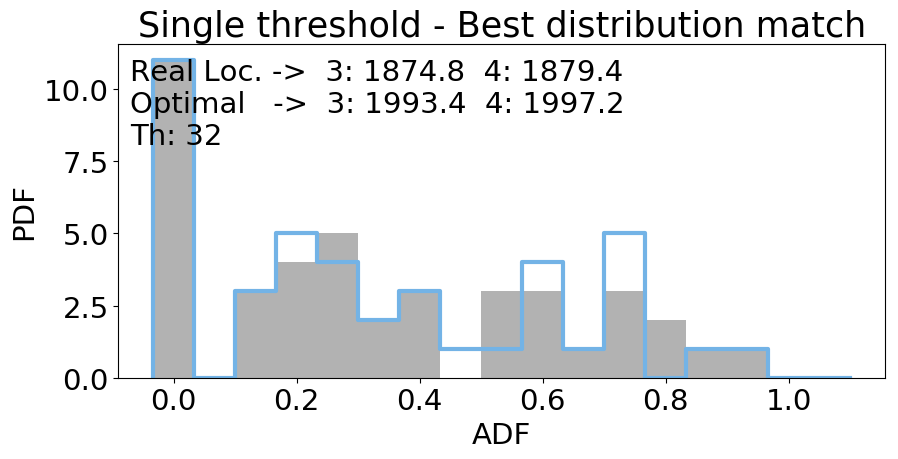 Single threshold - Best distribution match
Real Loc. -> 3: 1874.8 4: 1879.4
Optimal -> 3: 1993.4 4: 1997.2
Th: 32
PDF
10.0
7.5
5.0
2.5
0.0
0.0 0.2 0.4 0.6 0.8 1.0
ADF